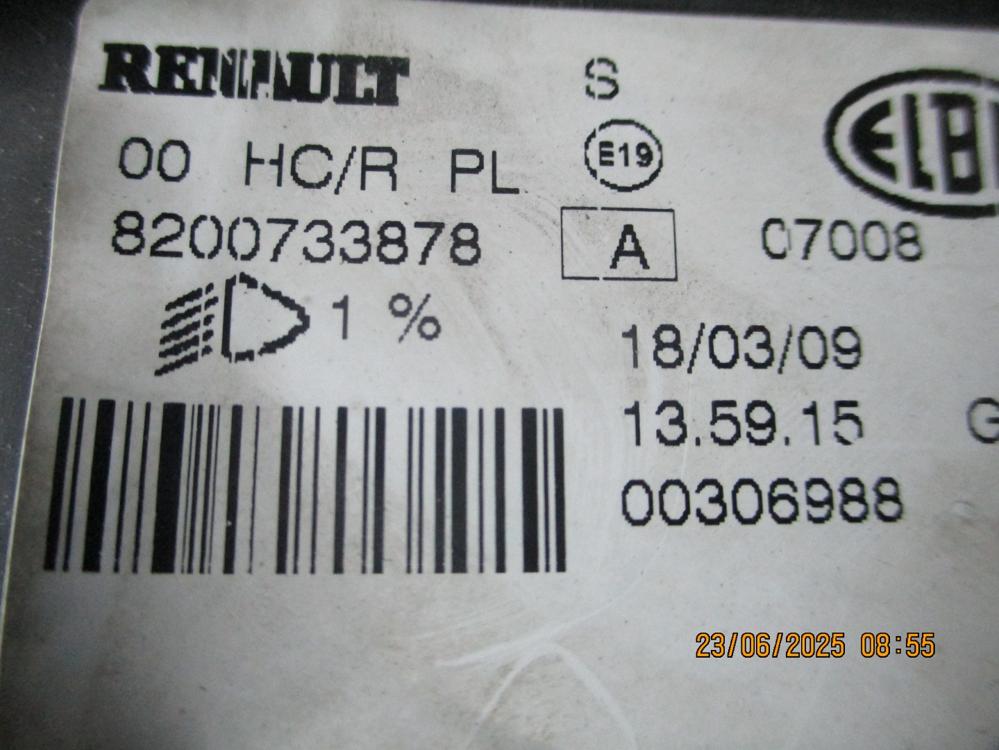 RENAULT S ELB
00 HC/R PL E19
8200733878 A 07008
1 %
18/03/09
13.59.15 G
00306988
23/06/2025 08:55